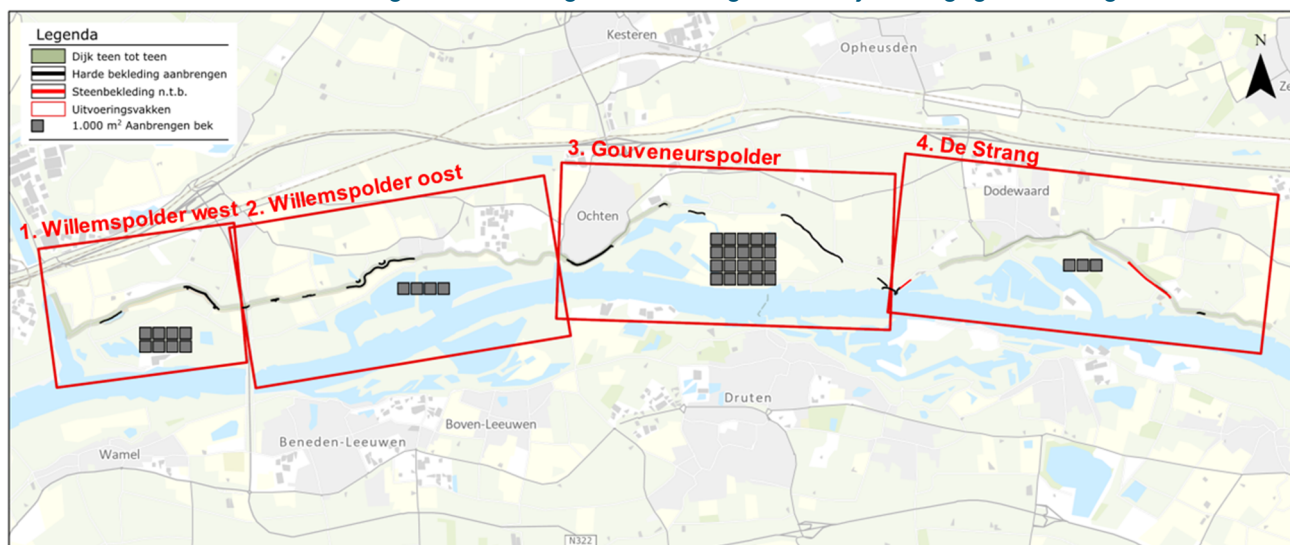 Legenda
Dijk teen tot teen
Harde bekleding aanbrengen
Steenbekleding n.t.b.
Uitvoeringsvakken
1.000 m² Aanbrengen bek
Kesteren
Opheusden
N
3. Gouveneurspolder
4. De Strang
1. Willemspolder west
2. Willemspolder oost
Ochten
Dodewaard
Druten
Boven-Leeuwen
Beneden-Leeuwen
Wamel
N322